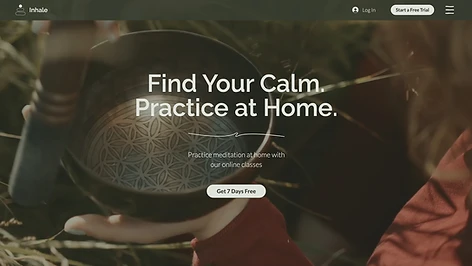 Inhale
Log In
Start a Free Trial
Find Your Calm.
Practice at Home.
Practice meditation at home with
our online classes
Get 7 Days Free